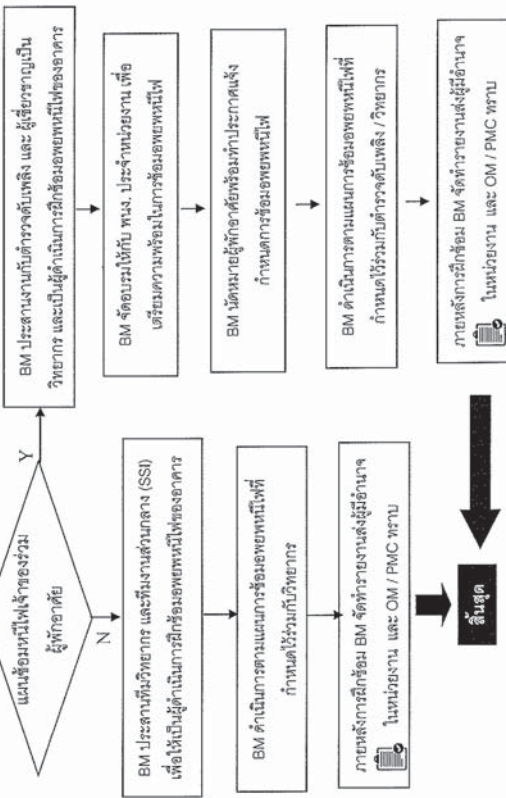 แผนซ้อมหนีไฟเจ้าของร่วม
ผู้พักอาศัย
Y
N
BM ประสานทีมวิทยากร และทีมงานส่วนกลาง (SSI)
เพื่อให้เป็นผู้ดำเนินการฝึกซ้อมอพยพหนีไฟของอาคาร
BM ดำเนินการตามแผนการซ้อมอพยพหนีไฟที่
กำหนดไว้ร่วมกับวิทยากร
ภายหลังการฝึกซ้อม BM จัดทำรายงานส่งผู้มีอำนาจ
ในหน่วยงาน และ OM / PMC ทราบ
สิ้นสุด
BM ประสานงานกับตำรวจดับเพลิง และ ผู้เชี่ยวชาญเป็น
วิทยากร และเป็นผู้ดำเนินการฝึกซ้อมอพยพหนีไฟของอาคาร
BM จัดอบรมให้กับ พนง. ประจำหน่วยงาน เพื่อ
เตรียมความพร้อมในการซ้อมอพยพหนีไฟ
BM นัดหมายผู้พักอาศัยพร้อมทำประกาศแจ้ง
กำหนดการซ้อมอพยพหนีไฟ
BM ดำเนินการตามแผนการซ้อมอพยพหนีไฟที่
กำหนดไว้ร่วมกับตำรวจดับเพลิง / วิทยากร
ภายหลังการฝึกซ้อม BM จัดทำรายงานส่งผู้มีอำนาจ
ในหน่วยงาน และ OM / PMC ทราบ